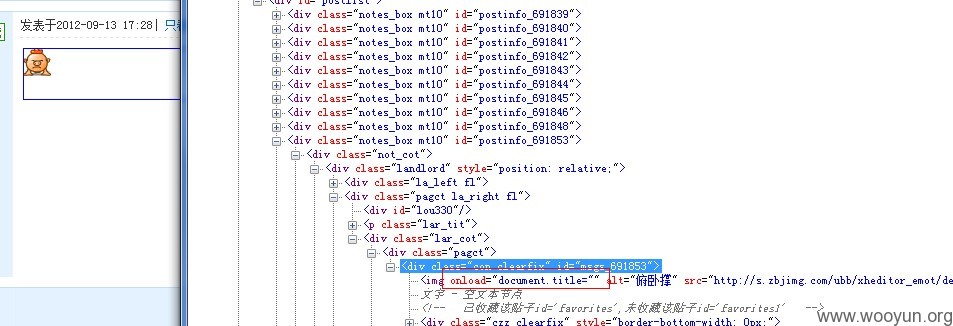 发表于2012-09-13 17:28| 只看
<div id="postlist">
<div class="notes_box mt10" id="postinfo_691839">
<div class="notes_box mt10" id="postinfo_691840">
<div class="notes_box mt10" id="postinfo_691841">
<div class="notes_box mt10" id="postinfo_691842">
<div class="notes_box mt10" id="postinfo_691843">
<div class="notes_box mt10" id="postinfo_691844">
<div class="notes_box mt10" id="postinfo_691845">
<div class="notes_box mt10" id="postinfo_691846">
<div class="notes_box mt10" id="postinfo_691848">
<div class="notes_box mt10" id="postinfo_691853">
<div class="not_cot">
<div class="landlord" style="position: relative;">
<div class="la_left fl">
<div class="pagct la_right fl">
<div id="lou330"/>
<p class="lar_tit">
<div class="lar_cot">
<div class="pagct">
<div class="con clearfix" id="msgs_691853">
<img onload="document.title=″" alt="俯卧撑" src="http://s.zbjimg.com/ubb/xheditor_emot/de
文字 - 空文本节点
<!-- 已收藏该贴子id='favorites',未收藏该贴子id='favorites1' -->
<div class="czz clearfix" style="border-bottom-width: 0px;">
www.wooyun.org